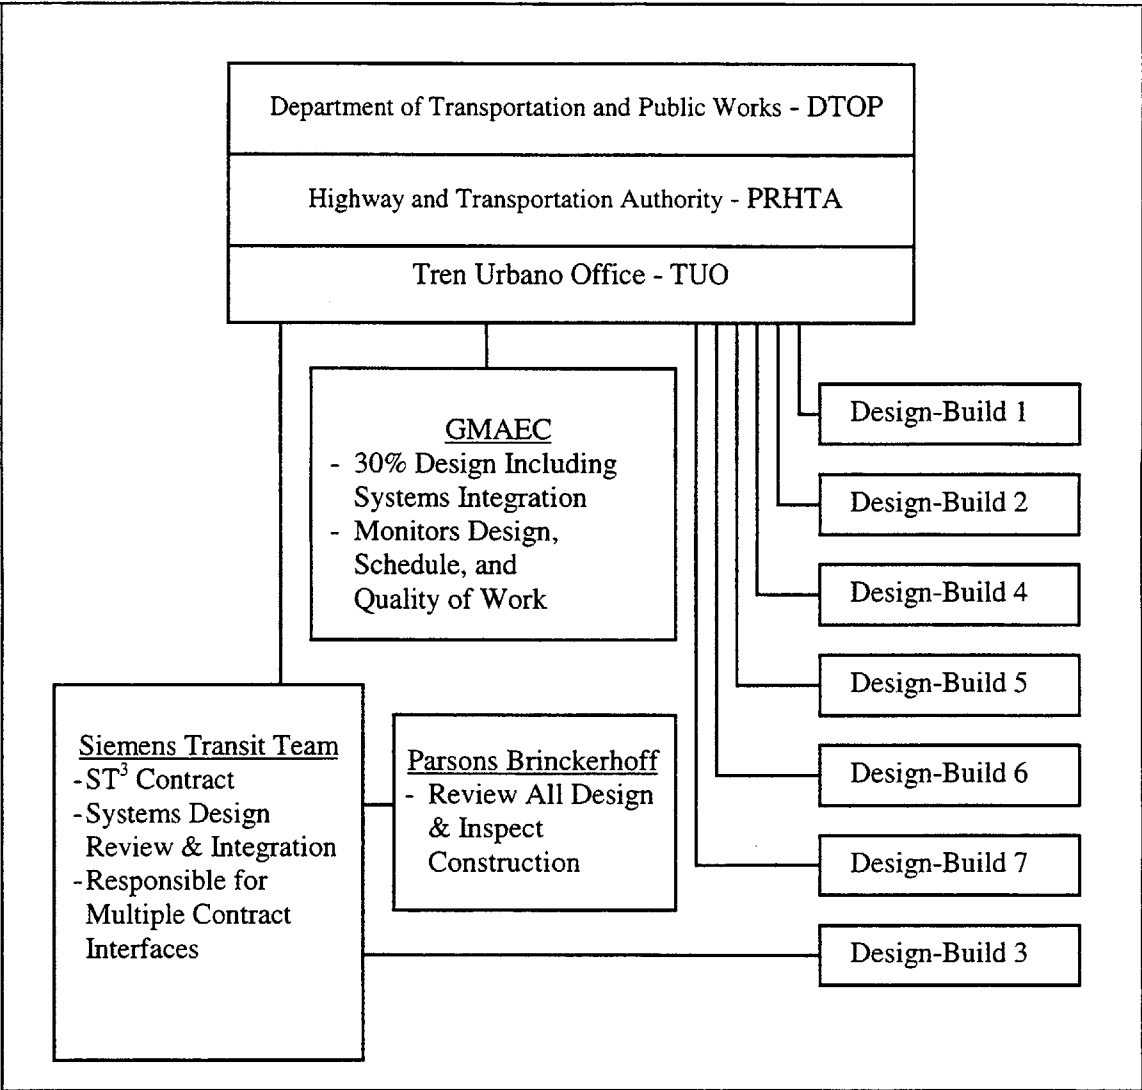 Department of Transportation and Public Works - DTOP
Highway and Transportation Authority - PRHTA
Tren Urbano Office - TUO
GMAEC
- 30% Design Including
Systems Integration
- Monitors Design,
Schedule, and
Quality of Work
Siemens Transit Team
-ST³ Contract
-Systems Design
Review & Integration
-Responsible for
Multiple Contract
Interfaces
Parsons Brinckerhoff
- Review All Design
& Inspect
Construction
Design-Build 1
Design-Build 2
Design-Build 4
Design-Build 5
Design-Build 6
Design-Build 7
Design-Build 3